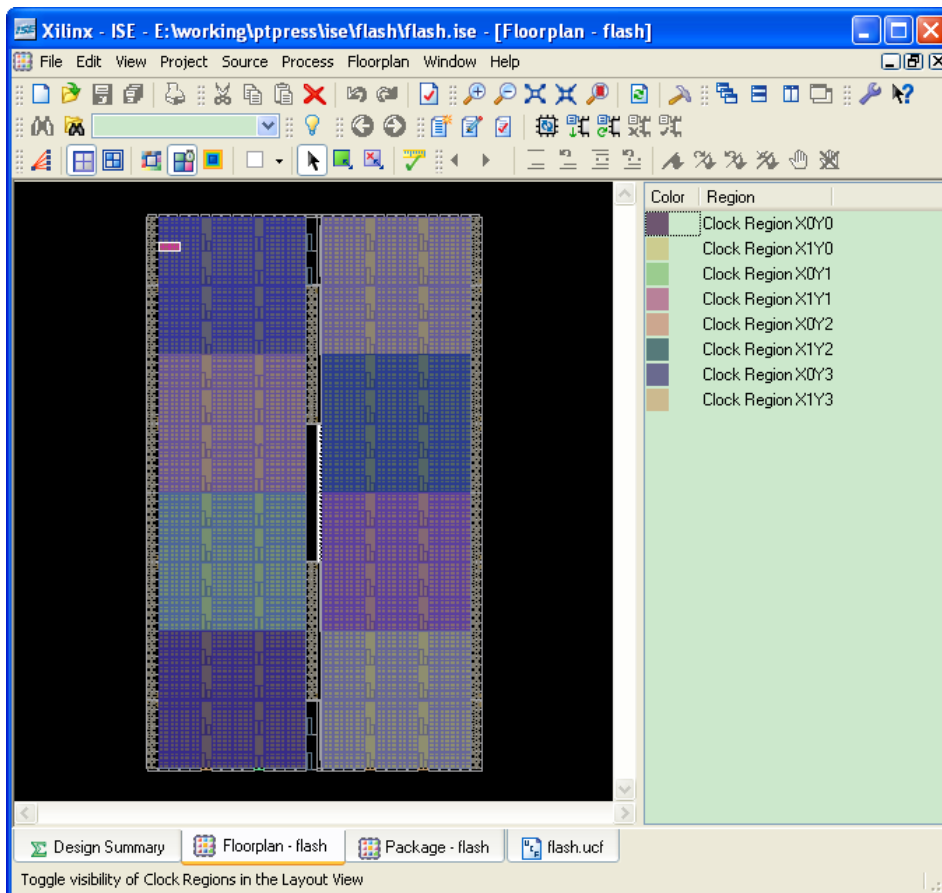 Xilinx - ISE - E:\working\ptpress\ise\flash\flash.ise - [Floorplan - flash]
File Edit View Project Source Process Floorplan Window Help
Color Region
Clock Region X0Y0
Clock Region X1Y0
Clock Region X0Y1
Clock Region X1Y1
Clock Region X0Y2
Clock Region X1Y2
Clock Region X0Y3
Clock Region X1Y3
Design Summary Floorplan - flash Package - flash flash.ucf
Toggle visibility of Clock Regions in the Layout View